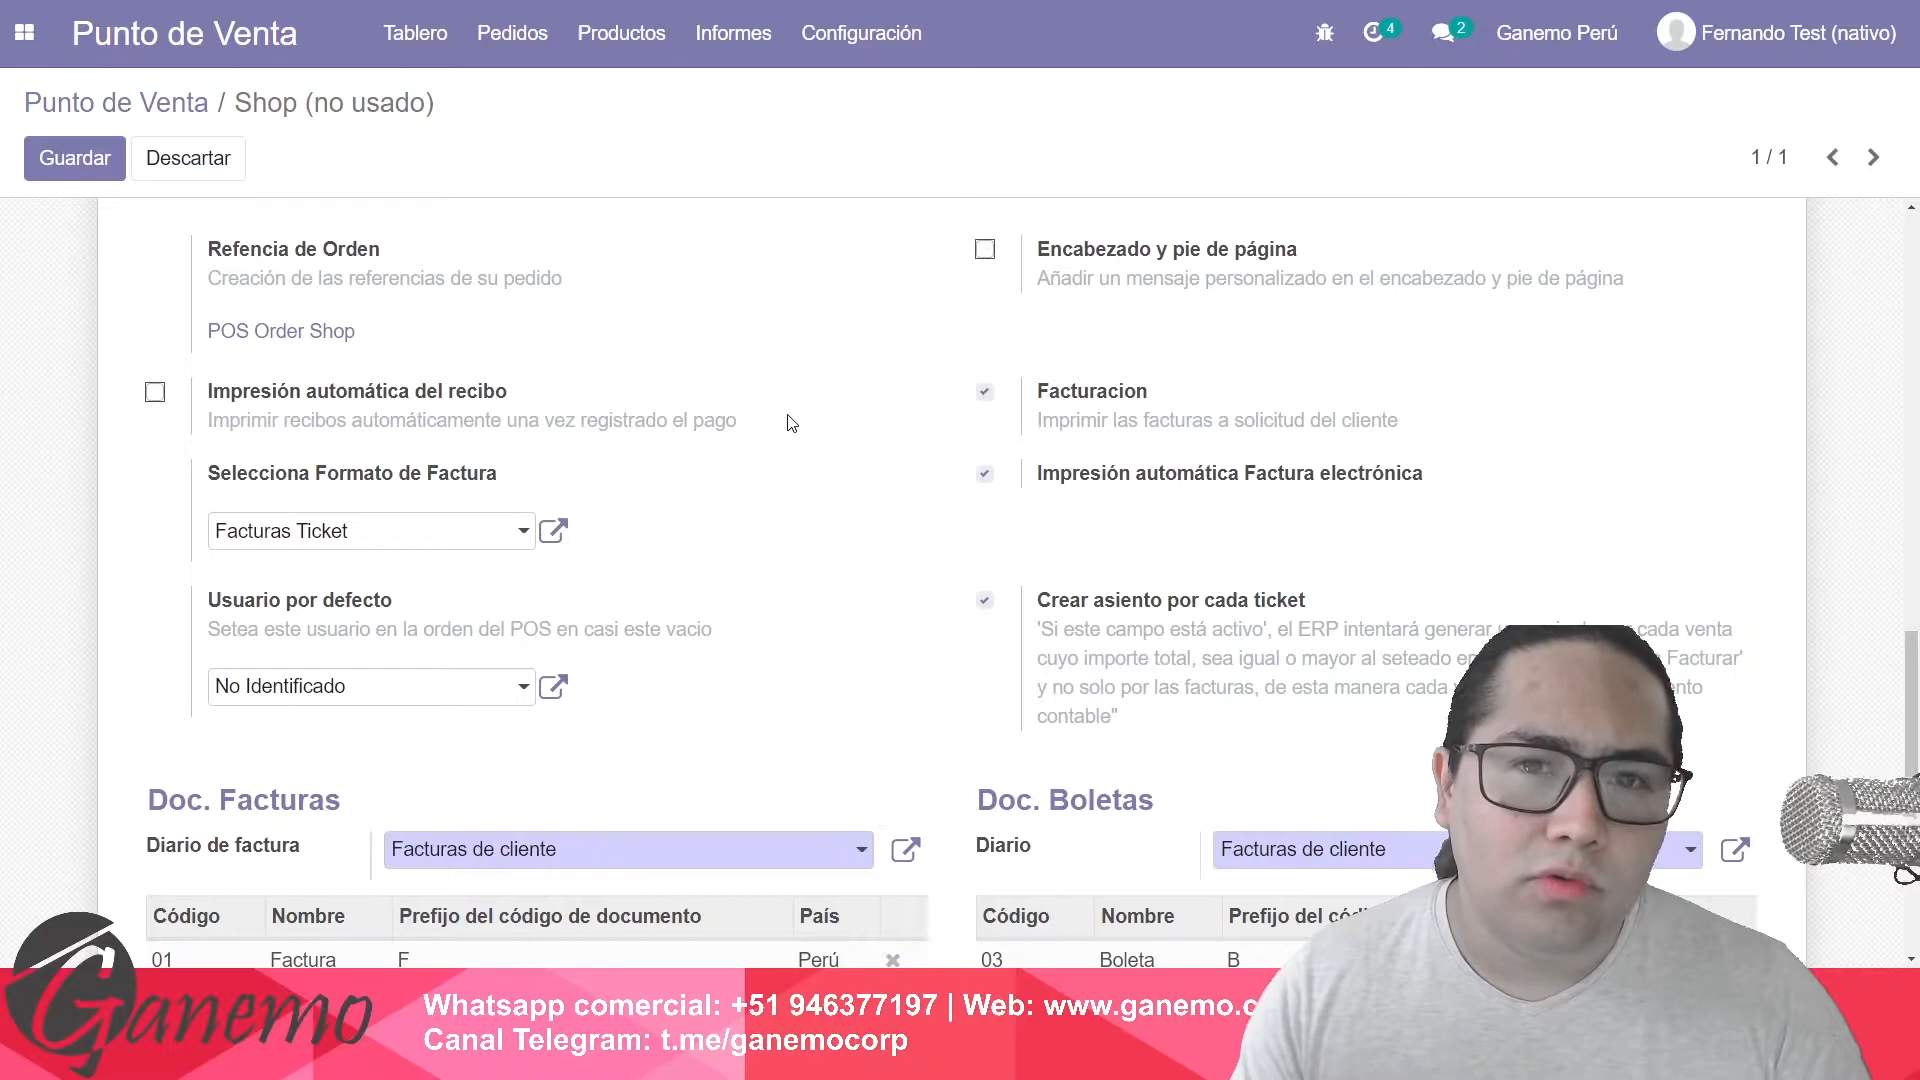 Punto de Venta
Tablero
Pedidos
Productos
Informes
Configuración
4
2
Ganemo Perú
Fernando Test (nativo)
Punto de Venta / Shop (no usado)
Guardar
Descartar
1 / 1
Refencia de Orden
Creación de las referencias de su pedido
POS Order Shop
Encabezado y pie de página
Añadir un mensaje personalizado en el encabezado y pie de página
Impresión automática del recibo
Imprimir recibos automáticamente una vez registrado el pago
Facturacion
Imprimir las facturas a solicitud del cliente
Selecciona Formato de Factura
Facturas Ticket
Impresión automática Factura electrónica
Usuario por defecto
Setea este usuario en la orden del POS en casi este vacio
No Identificado
Crear asiento por cada ticket
'Si este campo está activo', el ERP intentará generar cada venta
cuyo importe total, sea igual o mayor al seteado Facturar'
y no solo por las facturas, de esta manera cada
contable"
Doc. Facturas
Diario de factura
Facturas de cliente
Código Nombre Prefijo del código de documento País
01 Factura F Perú
Doc. Boletas
Diario
Facturas de cliente
Código Nombre Prefijo del
03 Boleta B
Ganemo
Whatsapp comercial: +51 946377197 | Web: www.ganemo.c
Canal Telegram: t.me/ganemocorp